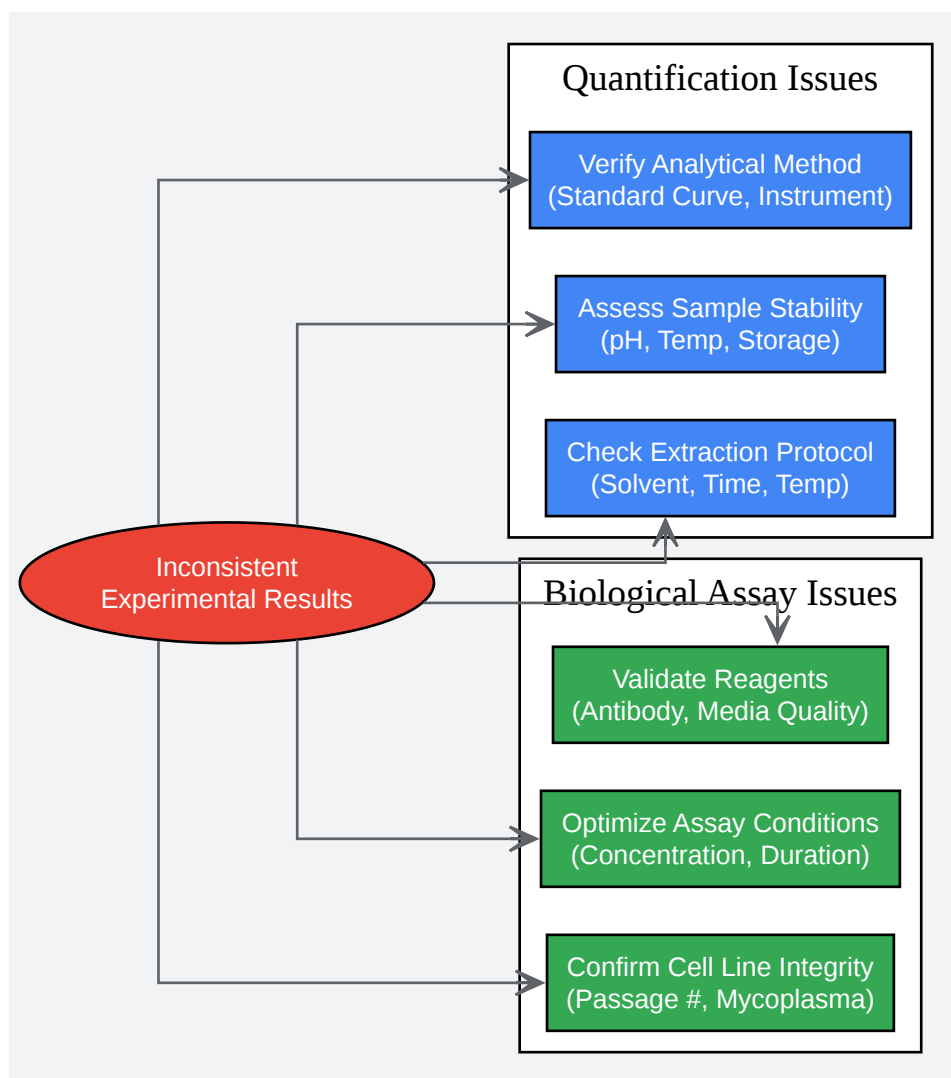 Quantification Issues
Verify Analytical Method
(Standard Curve, Instrument)
Assess Sample Stability
(pH, Temp, Storage)
Check Extraction Protocol
(Solvent, Time, Temp)
Inconsistent
Experimental Results
Biological Assay Issues
Validate Reagents
(Antibody, Media Quality)
Optimize Assay Conditions
(Concentration, Duration)
Confirm Cell Line Integrity
(Passage #, Mycoplasma)